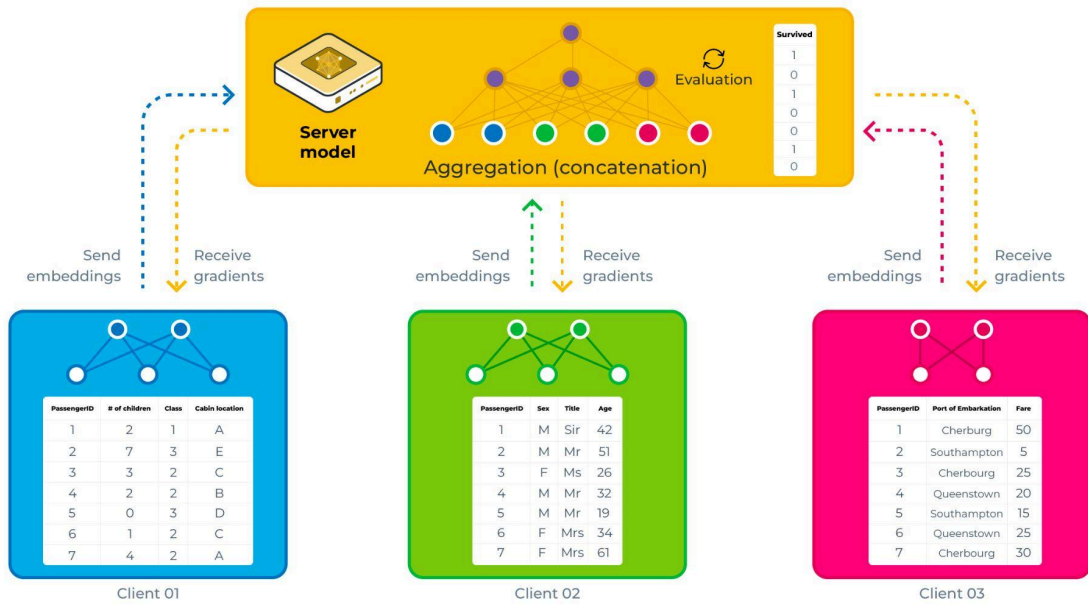 Survived
1
0
1
0
0
1
0
Evaluation
Server
model
Aggregation (concatenation)
Send
embeddings
Receive
gradients
Send
embeddings
Receive
gradients
Send
embeddings
Receive
gradients
PassengerID # of children Class Cabin location
1 2 1 A
2 7 3 E
3 3 2 C
4 2 2 B
5 0 3 D
6 1 2 C
7 4 2 A
Client 01
PassengerID Sex Title Age
1 M Sir 42
2 M Mr 51
3 F Ms 26
4 M Mr 32
5 M Mr 19
6 F Mrs 34
7 F Mrs 61
Client 02
PassengerID Port of Embarkation Fare
1 Cherburg 50
2 Southampton 5
3 Cherbourg 25
4 Queenstown 20
5 Southampton 15
6 Queenstown 25
7 Cherbourg 30
Client 03